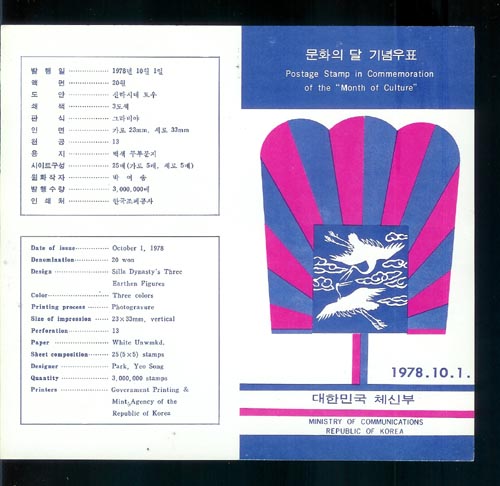 발행일 1978년 10월 1일
액면 20원
도안 신라시대 토우
쇄색 3도색
판식 그라비아
인면 가로 23mm, 세로 33mm
천공 13
용지 백색 무투문지
시이트구성 25매(가로 5매, 세로 5매)
원화작자 박여송
발행수량 3,000,000매
인쇄처 한국조폐공사
Date of issue October 1, 1978
Denomination 20 won
Design Silla Dynasty's Three
Earthen Figures
Color Three colors
Printing process Photogravure
Size of impression 23×33mm, vertical
Perforation 13
Paper White Unwmkd.
Sheet composition 25(5×5) stamps
Designer Park, Yeo Song
Quantity 3,000,000 stamps
Printers Government Printing &
Mint Agency of the
Republic of Korea
문화의 달 기념우표
Postage Stamp in Commemoration
of the "Month of Culture"
1978.10.1.
대한민국 체신부
MINISTRY OF COMMUNICATIONS
REPUBLIC OF KOREA